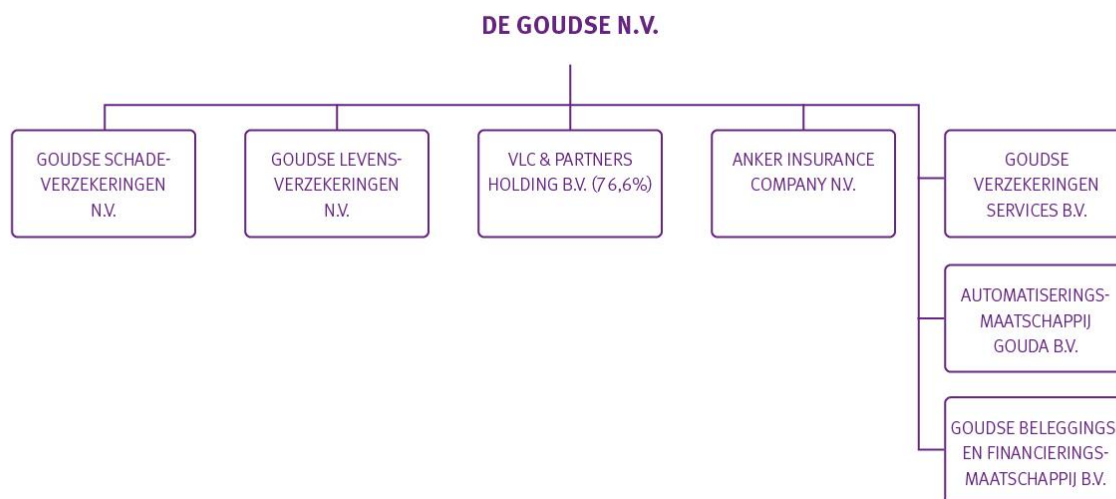 DE GOUDSE N.V.
GOUDSE SCHADE-
VERZEKERINGEN
N.V.
GOUDSE LEVENS-
VERZEKERINGEN
N.V.
VLC & PARTNERS
HOLDING B.V. (76,6%)
ANKER INSURANCE
COMPANY N.V.
GOUDSE
VERZEKERINGEN
SERVICES B.V.
AUTOMATISERINGS-
MAATSCHAPPIJ
GOUDA B.V.
GOUDSE BELEGGINGS
EN FINANCIERINGS-
MAATSCHAPPIJ B.V.